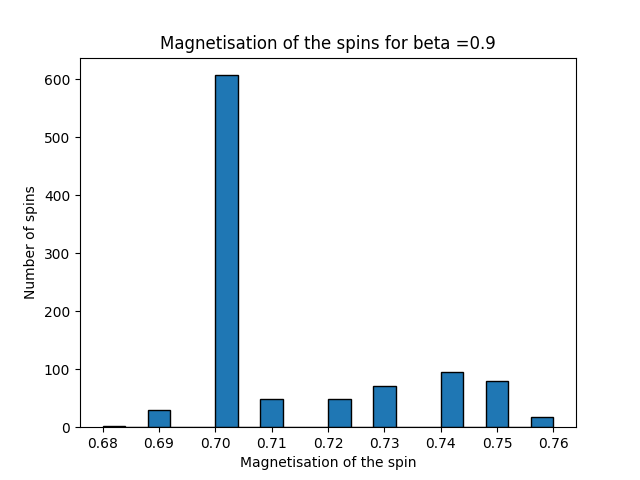 Magnetisation of the spins for beta =0.9
600
500
400
300
200
100
0
Number of spins
0.68 0.69 0.70 0.71 0.72 0.73 0.74 0.75 0.76
Magnetisation of the spin